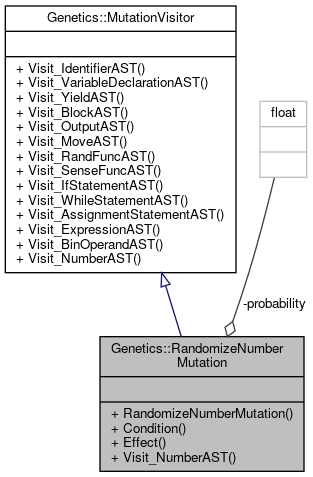 Genetics::MutationVisitor
+ Visit_IdentifierAST()
+ Visit_VariableDeclarationAST()
+ Visit_YieldAST()
+ Visit_BlockAST()
+ Visit_OutputAST()
+ Visit_MoveAST()
+ Visit_RandFuncAST()
+ Visit_SenseFuncAST()
+ Visit_IfStatementAST()
+ Visit_WhileStatementAST()
+ Visit_AssignmentStatementAST()
+ Visit_ExpressionAST()
+ Visit_BinOperandAST()
+ Visit_NumberAST()
float
-probability
Genetics::RandomizeNumber
Mutation
+ RandomizeNumberMutation()
+ Condition()
+ Effect()
+ Visit_NumberAST()